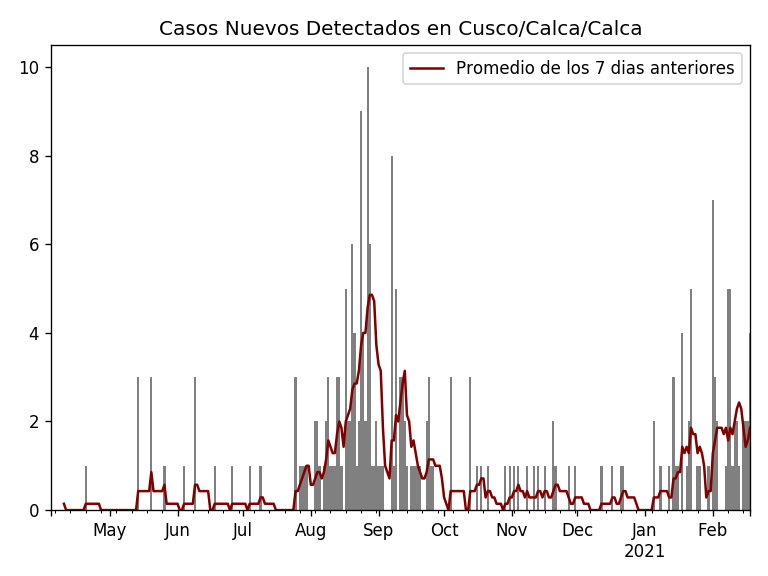 Casos Nuevos Detectados en Cusco/Calca/Calca
Promedio de los 7 dias anteriores
10
8
6
4
2
0
May Jun Jul Aug Sep Oct Nov Dec Jan Feb
2021